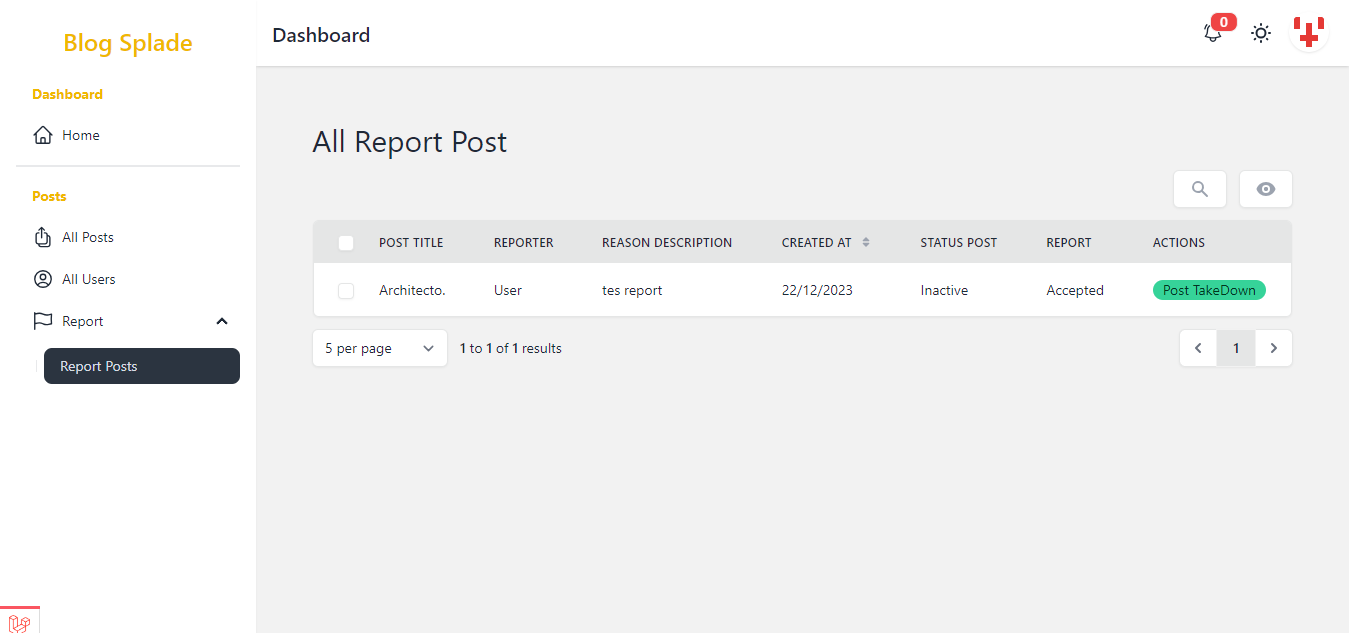 Blog Splade
Dashboard
Home
Posts
All Posts
All Users
Report
Report Posts
Dashboard
0
All Report Post
POST TITLE REPORTER REASON DESCRIPTION CREATED AT STATUS POST REPORT ACTIONS
Architecto. User tes report 22/12/2023 Inactive Accepted Post TakeDown
5 per page 1 to 1 of 1 results 1